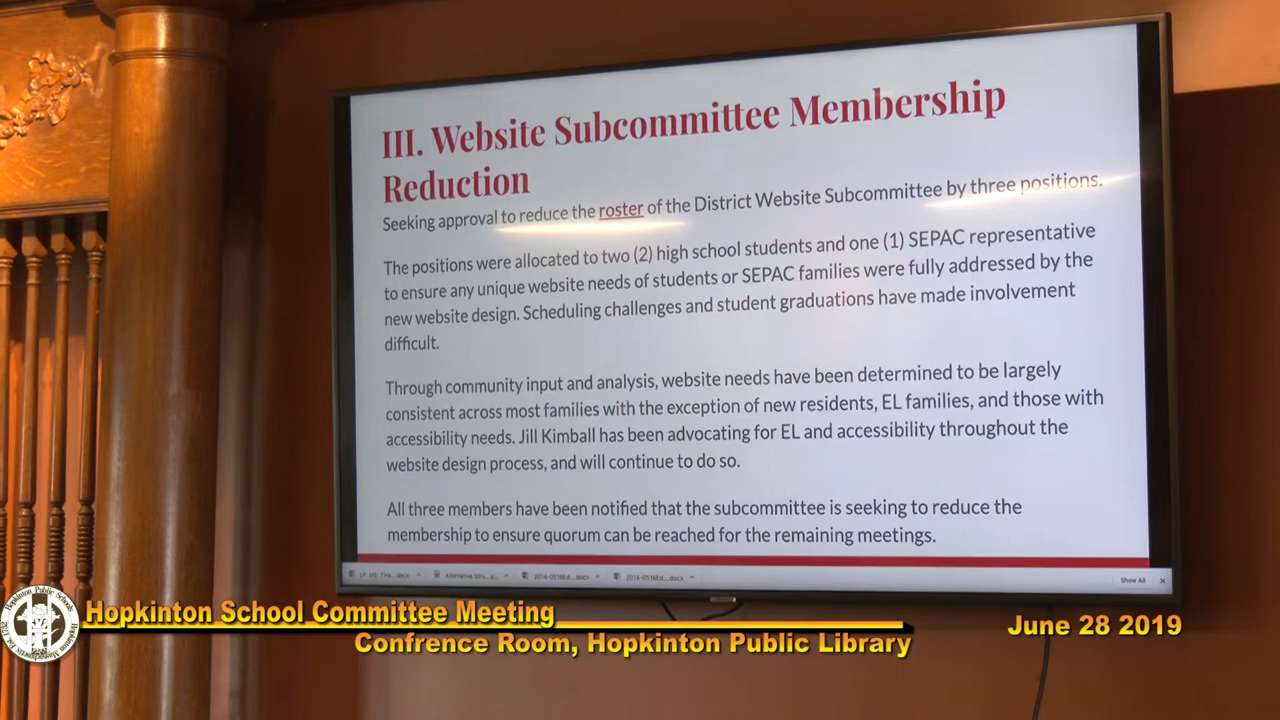 III. Website Subcommittee Membership
Reduction
Seeking approval to reduce the roster of the District Website Subcommittee by three positions.
The positions were allocated to two (2) high school students and one (1) SEPAC representative
to ensure any unique website needs of students or SEPAC families were fully addressed by the
new website design. Scheduling challenges and student graduations have made involvement
difficult.
Through community input and analysis, website needs have been determined to be largely
consistent across most families with the exception of new residents, EL families, and those with
accessibility needs. Jill Kimball has been advocating for EL and accessibility throughout the
website design process, and will continue to do so.
All three members have been notified that the subcommittee is seeking to reduce the
membership to ensure quorum can be reached for the remaining meetings.
Show All
Hopkinton Public Schools
Hopkinton School Committee Meeting
Confrence Room, Hopkinton Public Library
June 28 2019